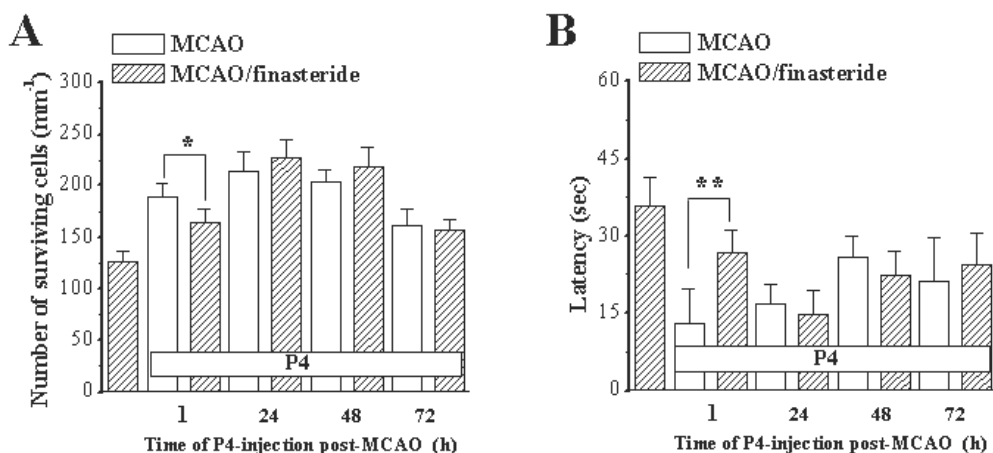 A
MCAO
MCAO/finasteride
Number of surviving cells (mm-1)
300
250
200
150
100
50
0
*
P4
1 24 48 72
Time of P4-injection post-MCAO (h)
B
MCAO
MCAO/finasteride
Latency (sec)
60
45
30
15
0
**
P4
1 24 48 72
Time of P4-injection post-MCAO (h)